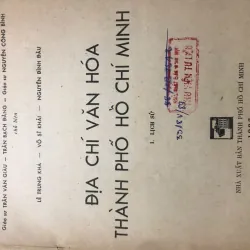 Giáo sư TRẦN VĂN GIÀU — TRẦN BẠCH ĐẰNG — Giáo sư NGUYỄN CÔNG BÌNH
chủ biên
LÊ TRUNG KHÁ — VÕ SĨ KHẢI — NGUYỄN ĐÌNH ĐẦU
ĐỊA CHÍ VĂN HÓA
THÀNH PHỐ HỒ CHÍ MINH
I. LỊCH SỬ
NHÀ XUẤT BẢN THÀNH PHỐ HỒ CHÍ MINH